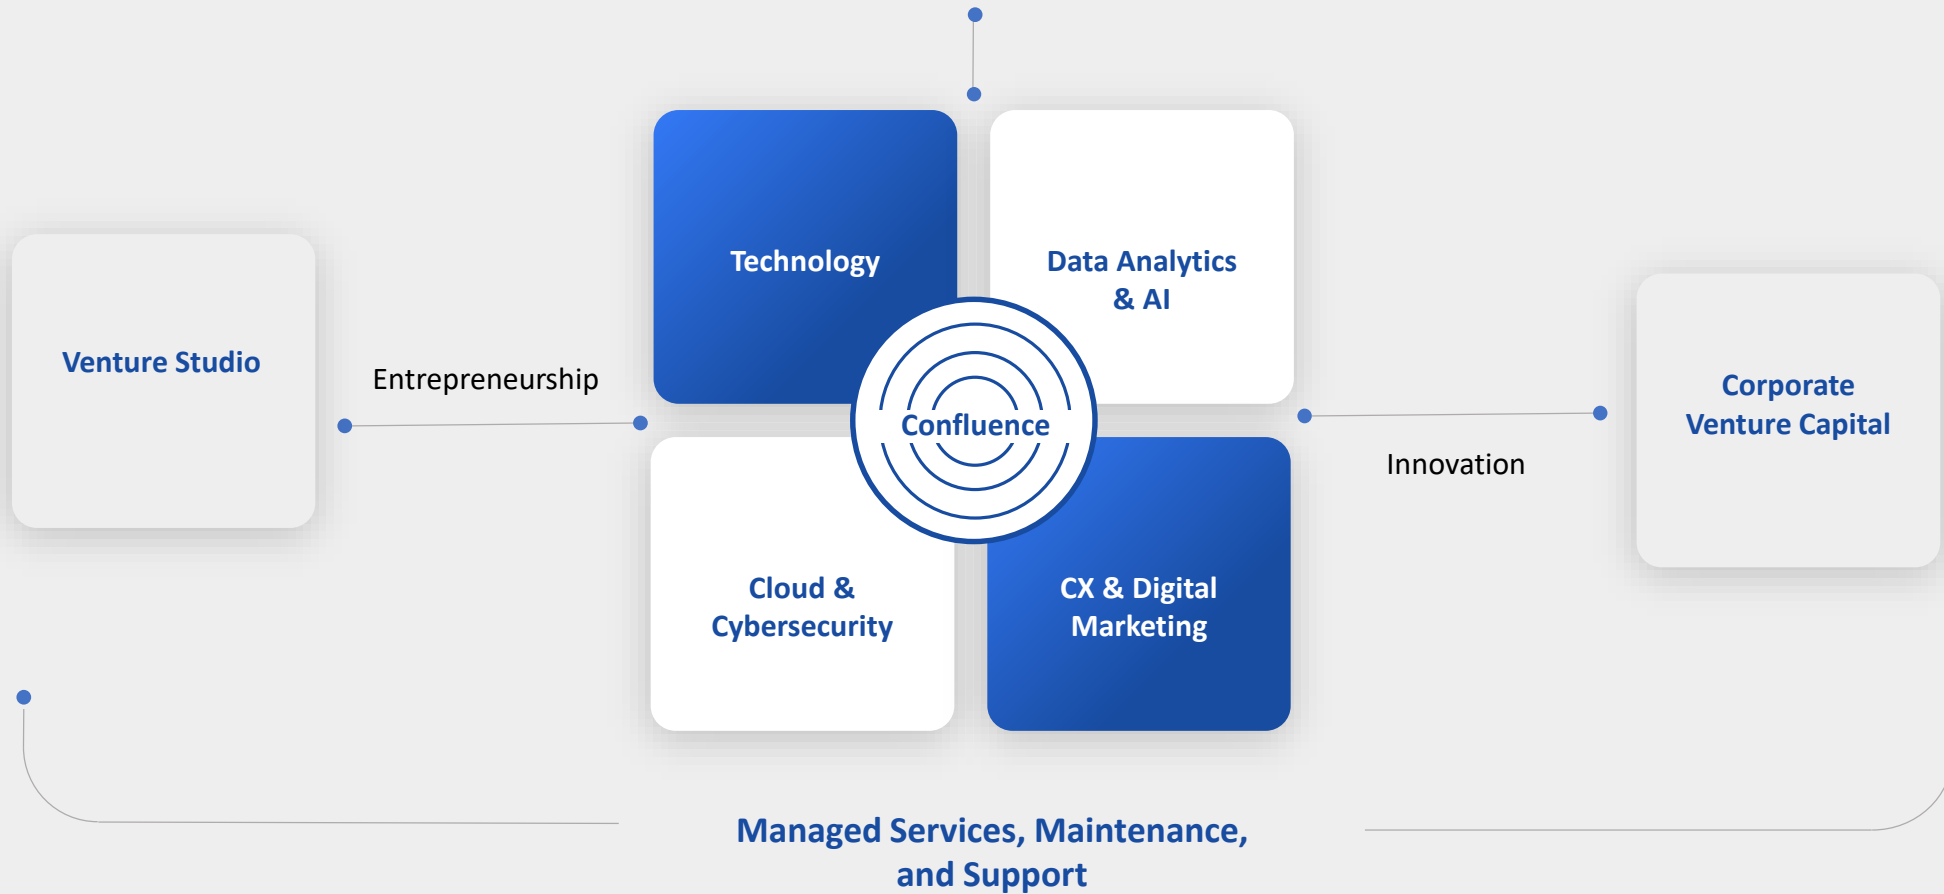 Technology
Data Analytics
& AI
Venture Studio
Entrepreneurship
Confluence
Corporate
Venture Capital
Innovation
Cloud &
Cybersecurity
CX & Digital
Marketing
Managed Services, Maintenance,
and Support